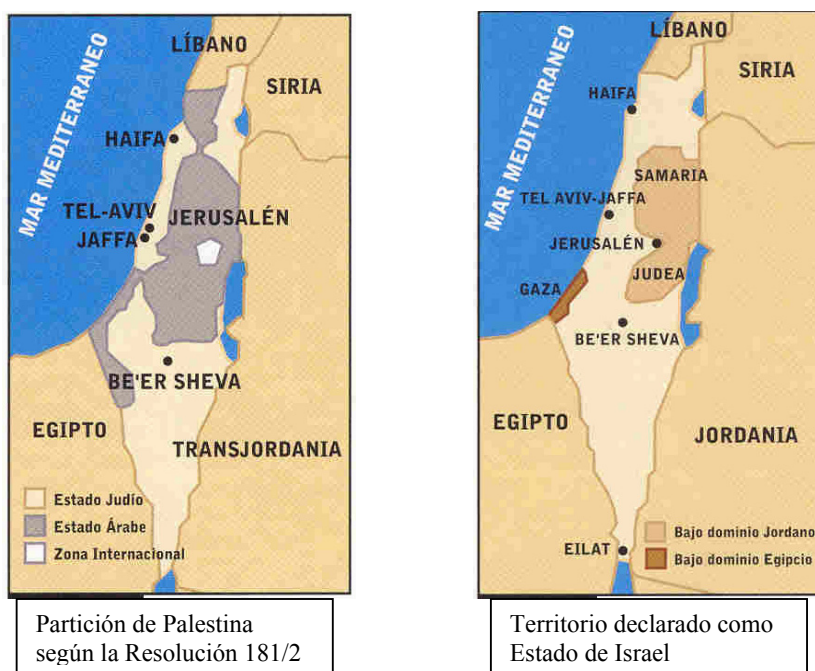 LÍBANO
SIRIA
MAR MEDITERRANEO
HAIFA
TEL-AVIV
JAFFA
JERUSALÉN
BE'ER SHEVA
EGIPTO
TRANSJORDANIA
Estado Judío
Estado Árabe
Zona Internacional
Partición de Palestina
según la Resolución 181/2
LÍBANO
SIRIA
MAR MEDITERRANEO
HAIFA
SAMARIA
TEL AVIV-JAFFA
JERUSALÉN
JUDEA
GAZA
BE'ER SHEVA
EGIPTO
JORDANIA
EILAT
Bajo dominio Jordano
Bajo dominio Egipcio
Territorio declarado como
Estado de Israel